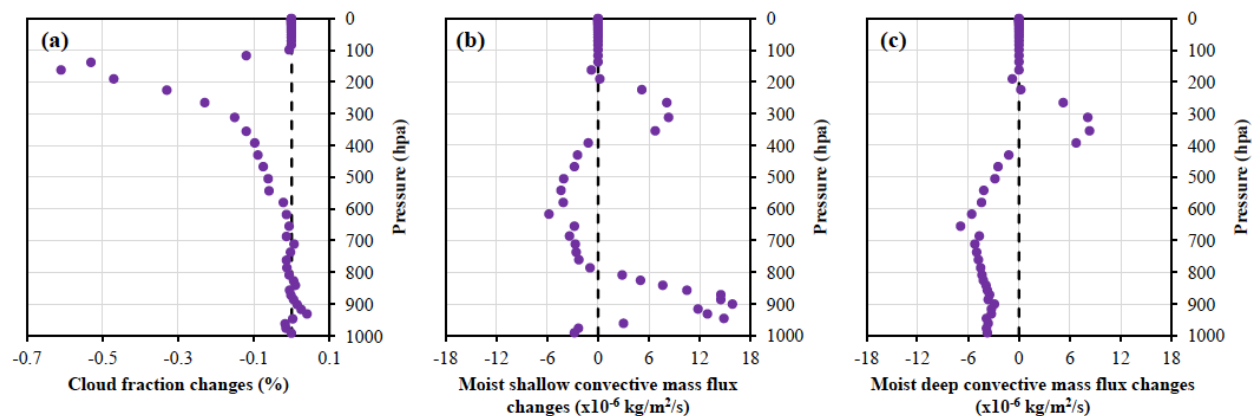 (a)
0
100
200
300
400
500
600
700
800
900
1000
Pressure (hpa)
-0.7 -0.5 -0.3 -0.1 0.1
Cloud fraction changes (%)
(b)
0
100
200
300
400
500
600
700
800
900
1000
Pressure (hpa)
-18 -12 -6 0 6 12 18
Moist shallow convective mass flux
changes (x10⁻⁶ kg/m²/s)
(c)
0
100
200
300
400
500
600
700
800
900
1000
Pressure (hpa)
-18 -12 -6 0 6 12 18
Moist deep convective mass flux changes
(x10⁻⁶ kg/m²/s)